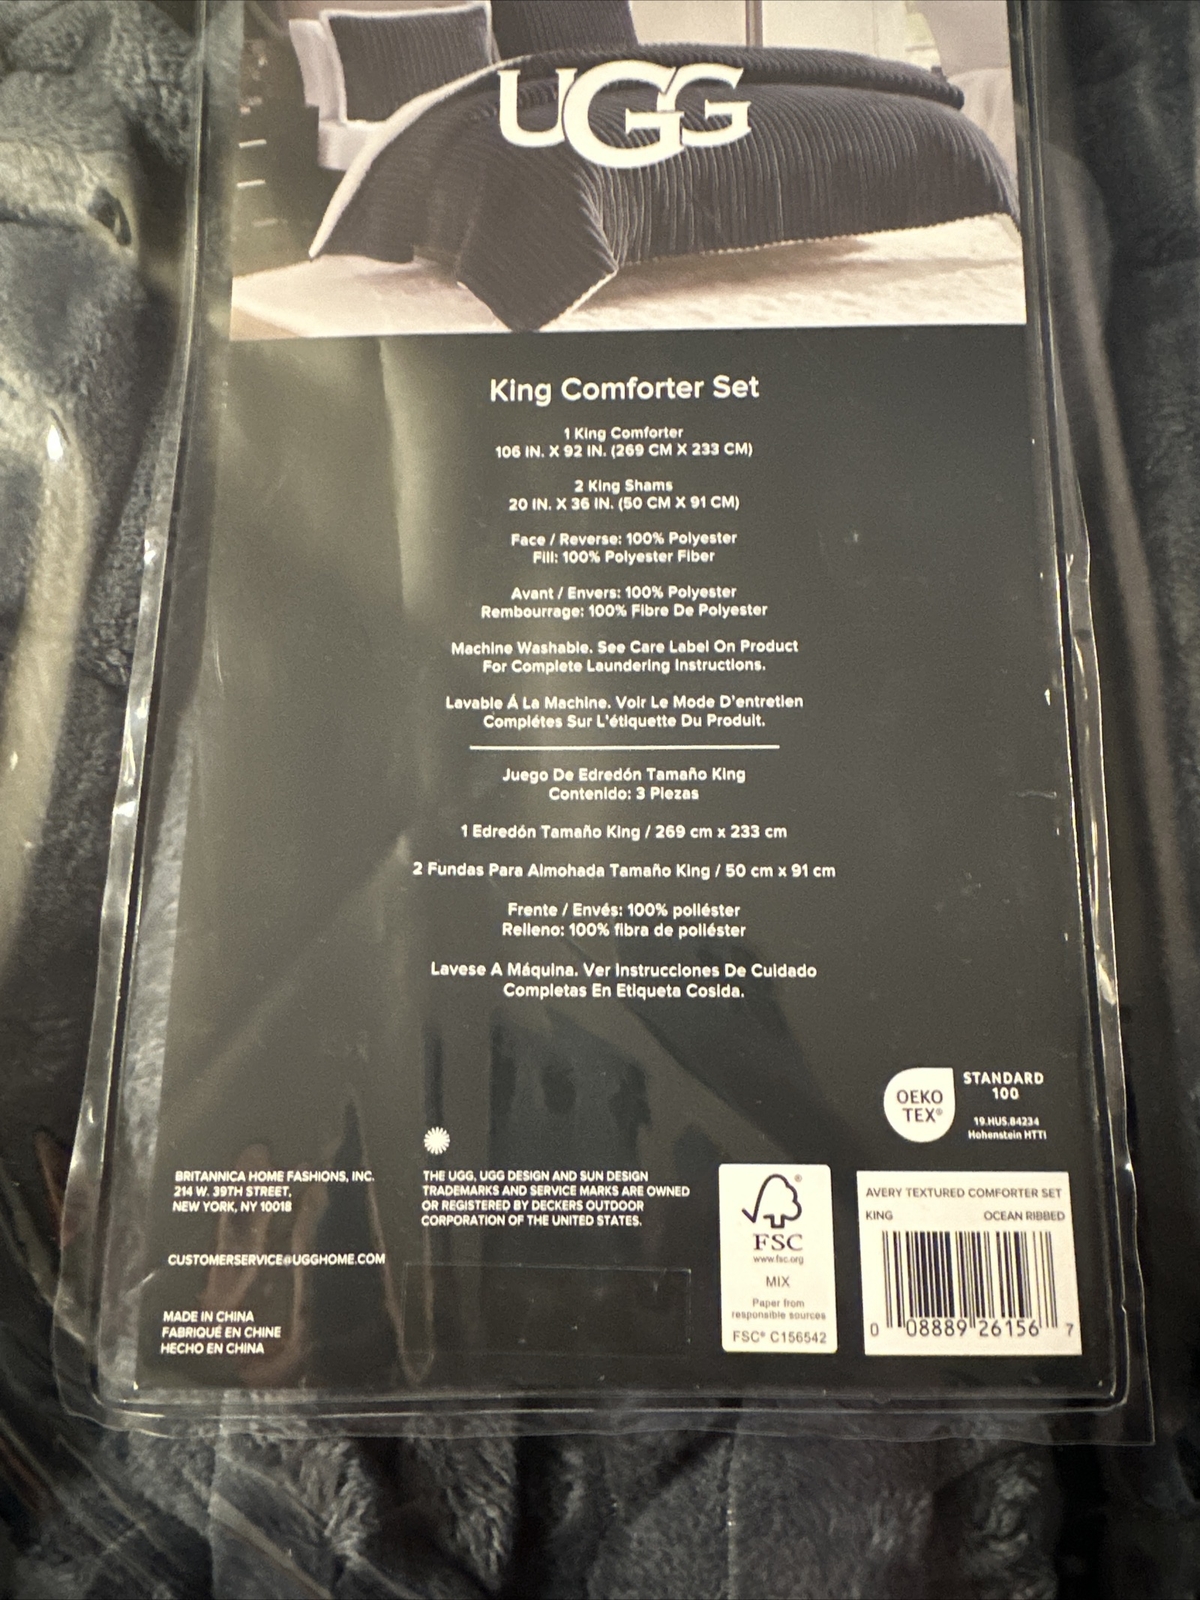 UGG
King Comforter Set
1 King Comforter
106 IN. X 92 IN. (269 CM X 233 CM)
2 King Shams
20 IN. X 36 IN. (50 CM X 91 CM)
Face / Reverse: 100% Polyester
Fill: 100% Polyester Fiber
Avant / Envers: 100% Polyester
Rembourrage: 100% Fibre De Polyester
Machine Washable. See Care Label On Product
For Complete Laundering Instructions.
Lavable Á La Machine. Voir Le Mode D'entretien
Complétes Sur L'étiquette Du Produit.
Juego De Edredón Tamaño King
Contenido: 3 Piezas
1 Edredón Tamaño King / 269 cm x 233 cm
2 Fundas Para Almohada Tamaño King / 50 cm x 91 cm
Frente / Envés: 100% poliéster
Relleno: 100% fibra de poliéster
Lavese A Máquina. Ver Instrucciones De Cuidado
Completas En Etiqueta Cosida.
OEKO
TEX®
STANDARD
100
19.HUS.84234
Hohenstein HTTI
BRITANNICA HOME FASHIONS, INC.
214 W. 39TH STREET,
NEW YORK, NY 10018
CUSTOMERSERVICE@UGGHOME.COM
MADE IN CHINA
FABRIQUÉ EN CHINE
HECHO EN CHINA
THE UGG, UGG DESIGN AND SUN DESIGN
TRADEMARKS AND SERVICE MARKS ARE OWNED
OR REGISTERED BY DECKERS OUTDOOR
CORPORATION OF THE UNITED STATES.
®
FSC
www.fsc.org
MIX
Paper from
responsible sources
FSC® C156542
AVERY TEXTURED COMFORTER SET
KING OCEAN RIBBED
0 08889 26156 7